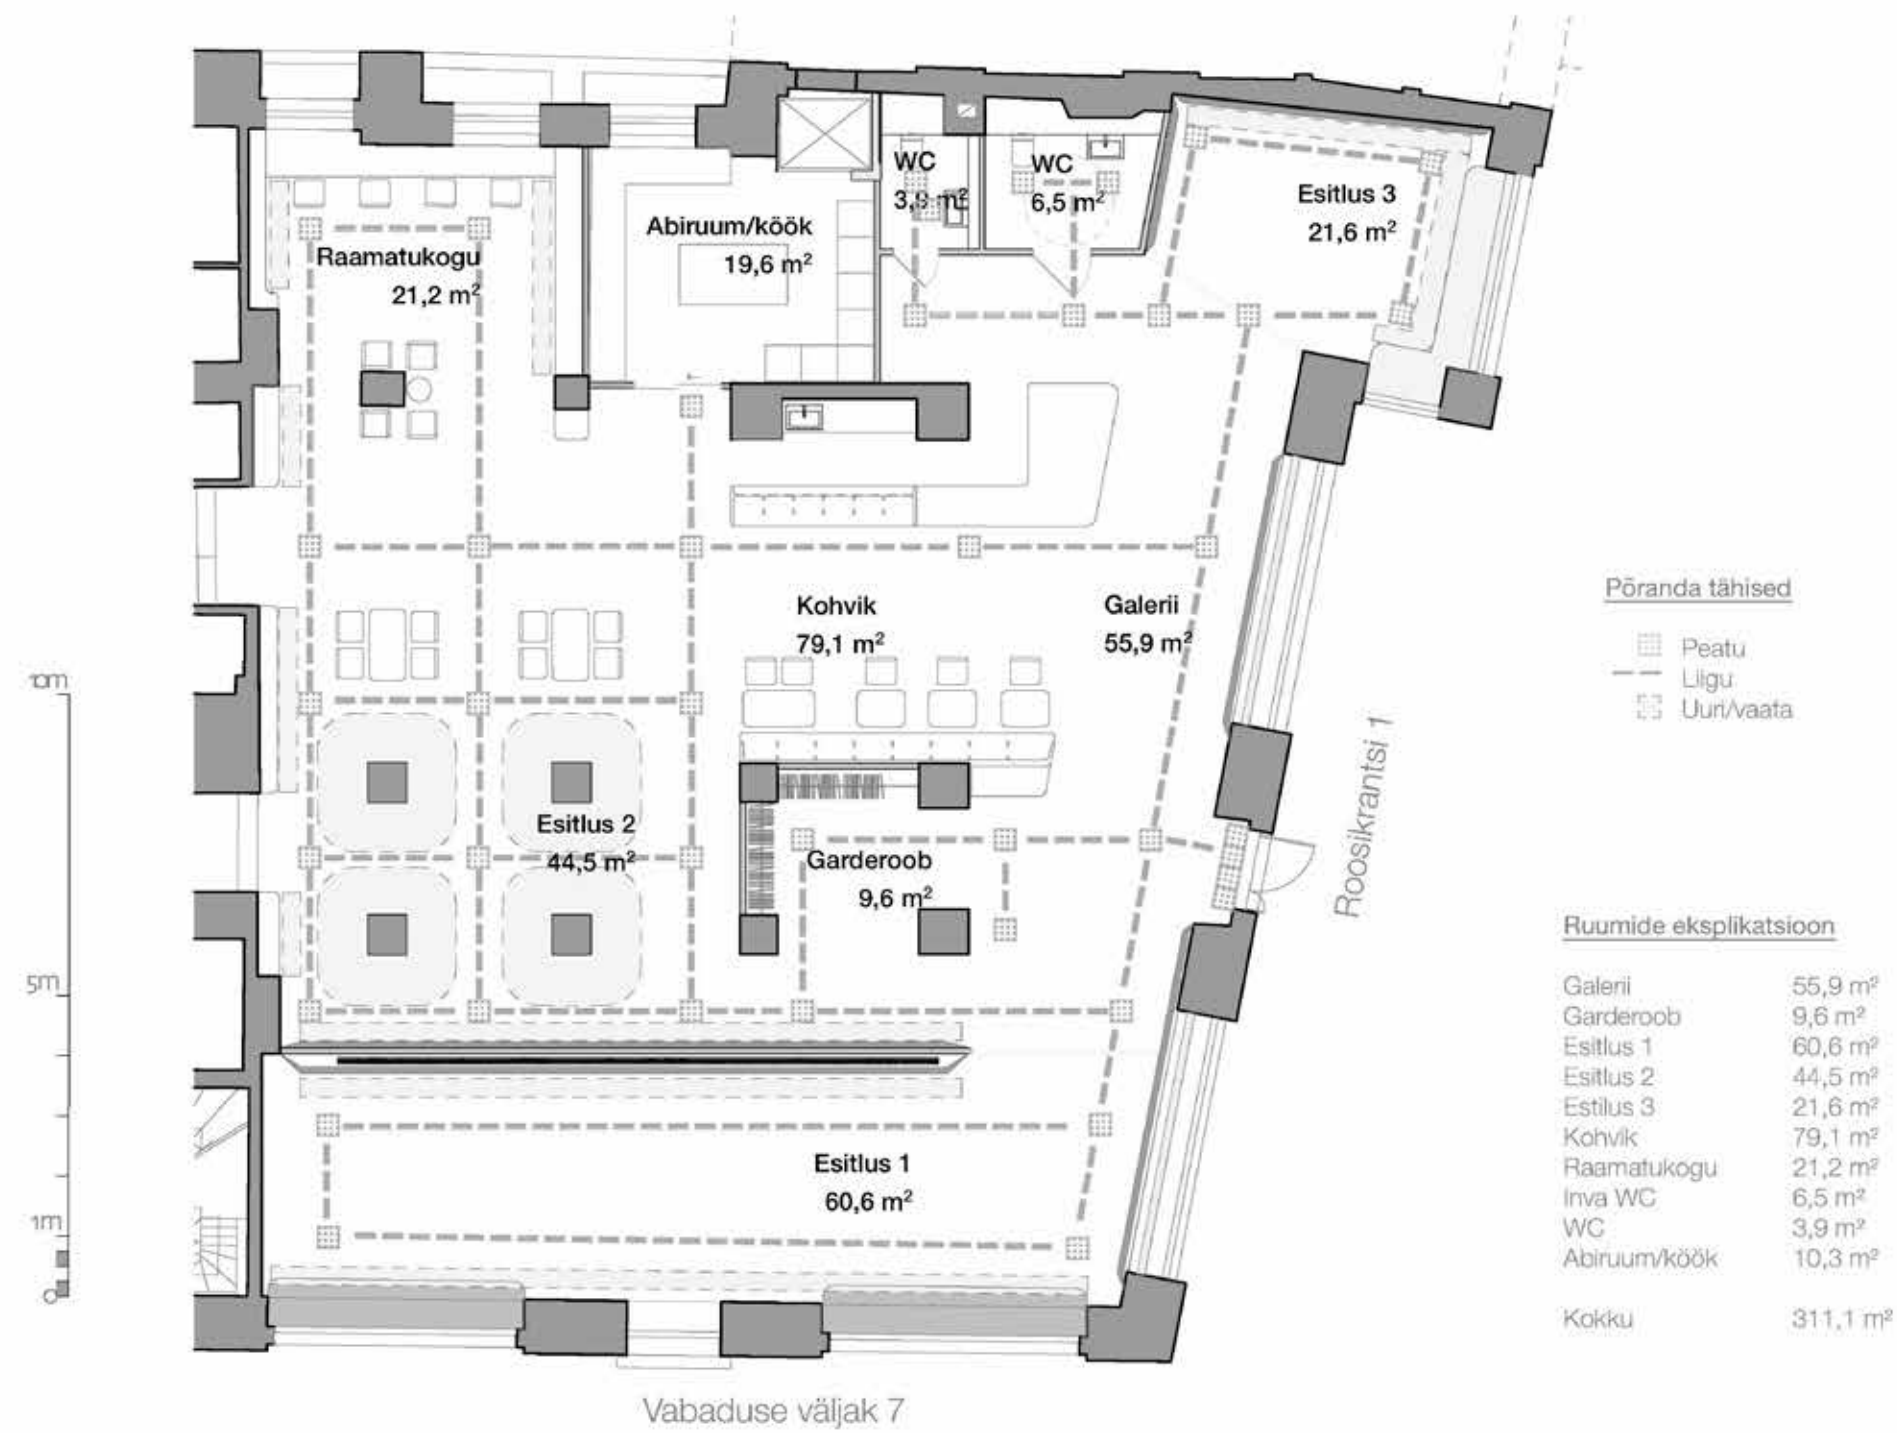 WC
3,9 m²
WC
6,5 m²
Esitlus 3
21,6 m²
Abiruum/köök
19,6 m²
Raamatukogu
21,2 m²
Kohvik
79,1 m²
Galerii
55,9 m²
Esitlus 2
44,5 m²
Garderoob
9,6 m²
Esitlus 1
60,6 m²
10m
5m
1m
0
Roosikrantsi 1
Vabaduse väljak 7
Põranda tähised
Peatu
Liigu
Uuri/vaata
Ruumide eksplikatsioon
Galerii 55,9 m²
Garderoob 9,6 m²
Esitlus 1 60,6 m²
Esitlus 2 44,5 m²
Estilus 3 21,6 m²
Kohvik 79,1 m²
Raamatukogu 21,2 m²
Inva WC 6,5 m²
WC 3,9 m²
Abiruum/köök 10,3 m²
Kokku 311,1 m²